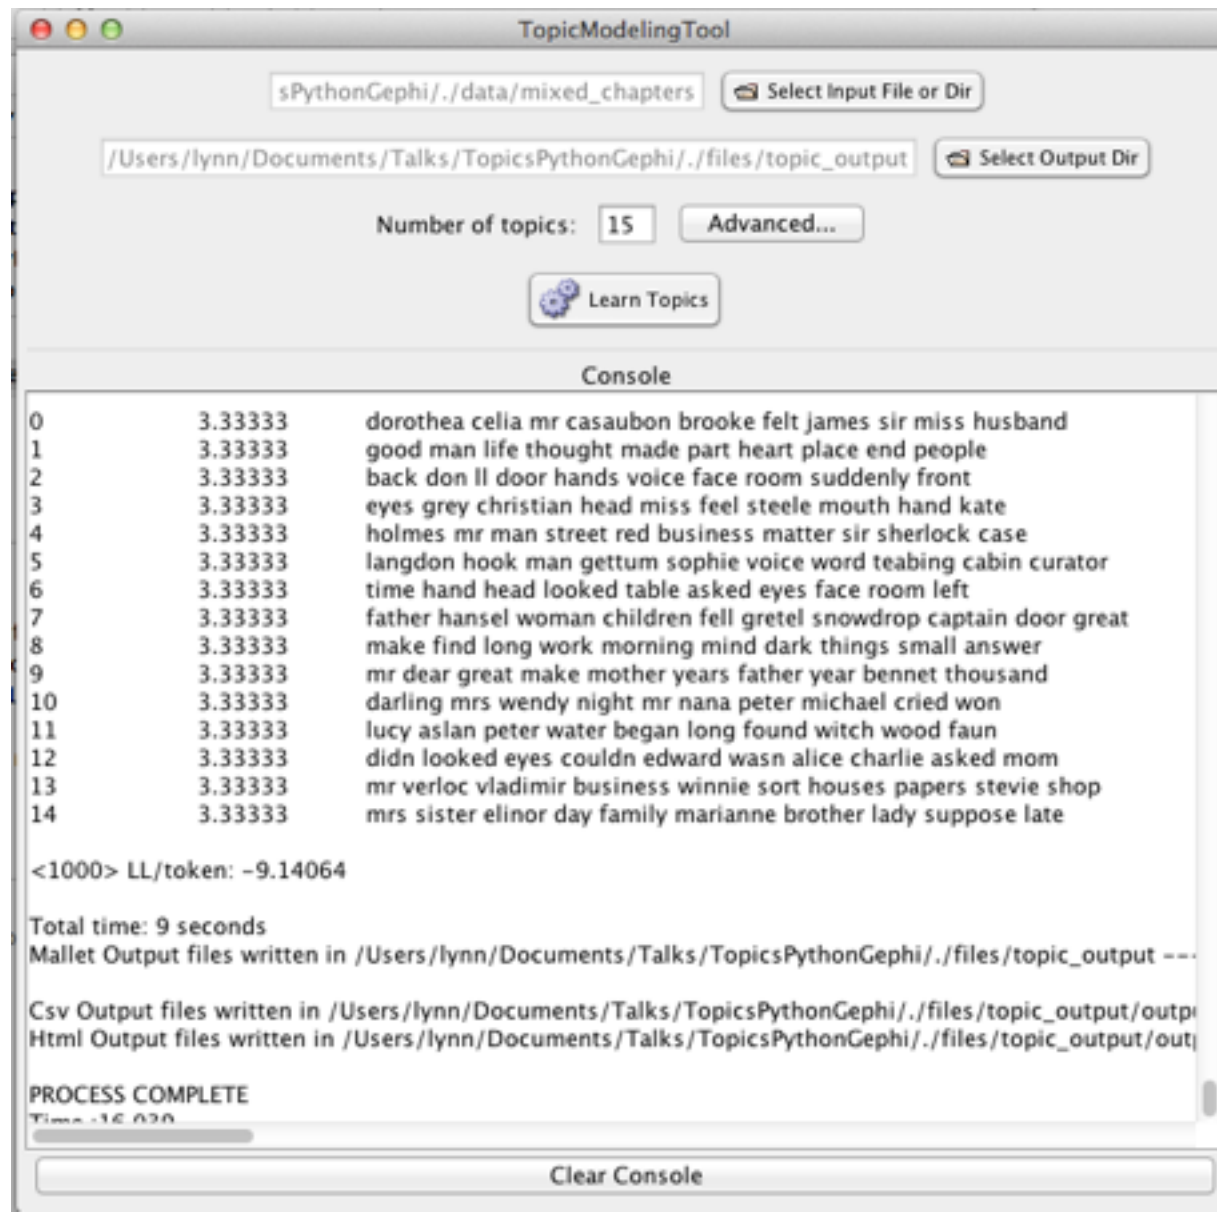 TopicModelingTool
sPythonGephi/./data/mixed_chapters Select Input File or Dir
/Users/lynn/Documents/Talks/TopicsPythonGephi/./files/topic_output Select Output Dir
Number of topics: 15 Advanced...
Learn Topics
Console
0 3.33333 dorothea celia mr casaubon brooke felt james sir miss husband
1 3.33333 good man life thought made part heart place end people
2 3.33333 back don ll door hands voice face room suddenly front
3 3.33333 eyes grey christian head miss feel steele mouth hand kate
4 3.33333 holmes mr man street red business matter sir sherlock case
5 3.33333 langdon hook man gettum sophie voice word teabing cabin curator
6 3.33333 time hand head looked table asked eyes face room left
7 3.33333 father hansel woman children fell gretel snowdrop captain door great
8 3.33333 make find long work morning mind dark things small answer
9 3.33333 mr dear great make mother years father year bennet thousand
10 3.33333 darling mrs wendy night mr nana peter michael cried won
11 3.33333 lucy aslan peter water began long found witch wood faun
12 3.33333 didn looked eyes couldn edward wasn alice charlie asked mom
13 3.33333 mr verloc vladimir business winnie sort houses papers stevie shop
14 3.33333 mrs sister elinor day family marianne brother lady suppose late
<1000> LL/token: -9.14064
Total time: 9 seconds
Mallet Output files written in /Users/lynn/Documents/Talks/TopicsPythonGephi/./files/topic_output ---
Csv Output files written in /Users/lynn/Documents/Talks/TopicsPythonGephi/./files/topic_output/outp
Html Output files written in /Users/lynn/Documents/Talks/TopicsPythonGephi/./files/topic_output/out
PROCESS COMPLETE
Time :16.039
Clear Console